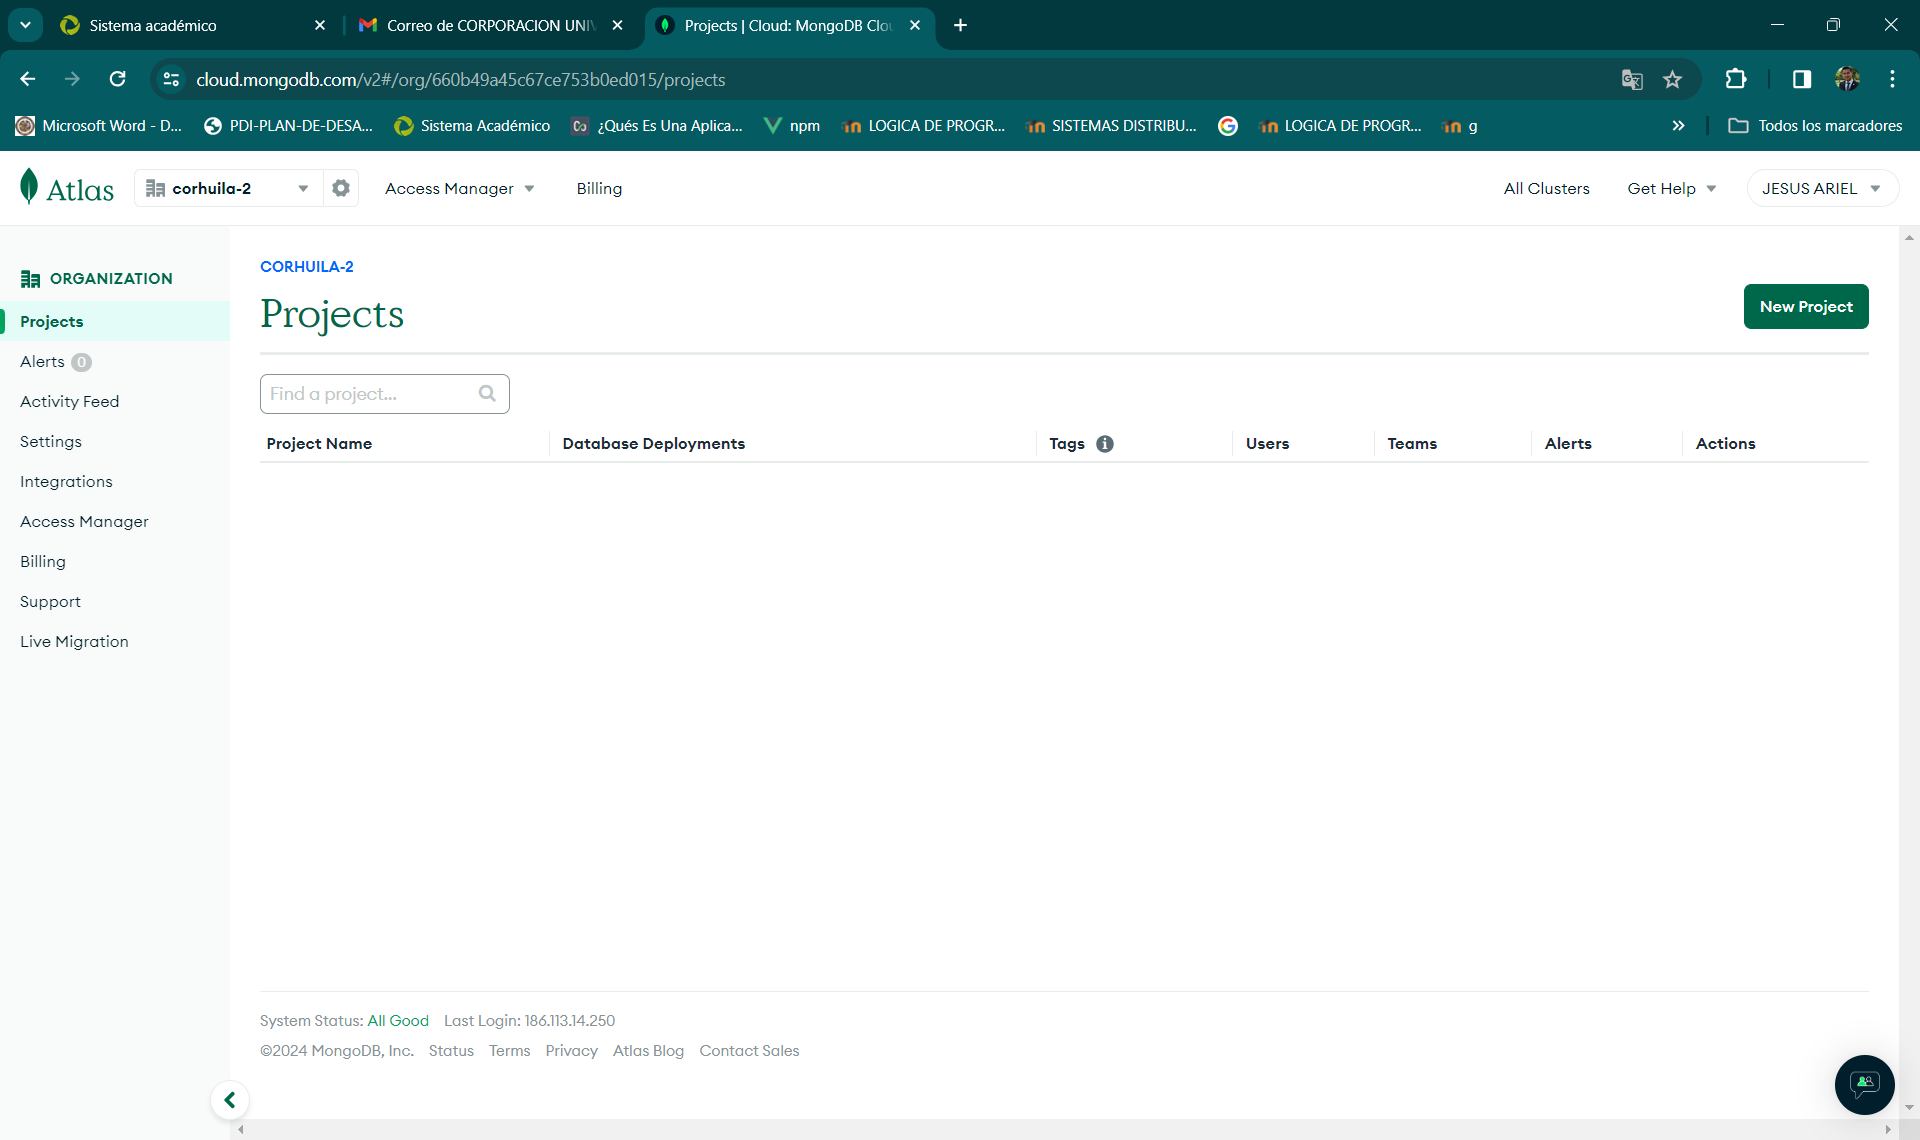 Sistema académico
Correo de CORPORACION UNIV
Projects | Cloud: MongoDB Clou
cloud.mongodb.com/v2#/org/660b49a45c67ce753b0ed015/projects
Microsoft Word - D...
PDI-PLAN-DE-DESA...
Sistema Académico
¿Qués Es Una Aplica...
npm
LOGICA DE PROGR...
SISTEMAS DISTRIBU...
LOGICA DE PROGR...
g
Todos los marcadores
Atlas
corhuila-2
Access Manager
Billing
All Clusters
Get Help
JESUS ARIEL
ORGANIZATION
Projects
Alerts 0
Activity Feed
Settings
Integrations
Access Manager
Billing
Support
Live Migration
CORHUILA-2
Projects
New Project
Find a project...
Project Name
Database Deployments
Tags
Users
Teams
Alerts
Actions
System Status: All Good Last Login: 186.113.14.250
©2024 MongoDB, Inc. Status Terms Privacy Atlas Blog Contact Sales